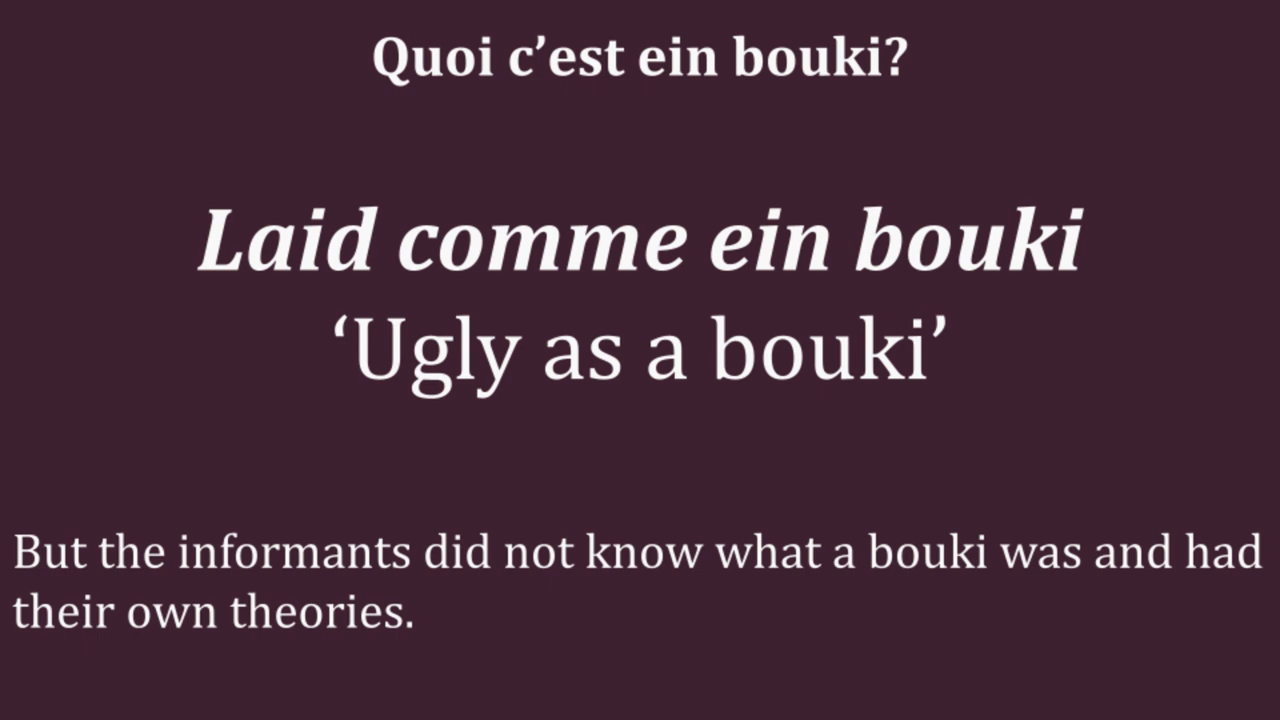 Quoi c’est ein bouki?
Laid comme ein bouki
‘Ugly as a bouki’
But the informants did not know what a bouki was and had
their own theories.